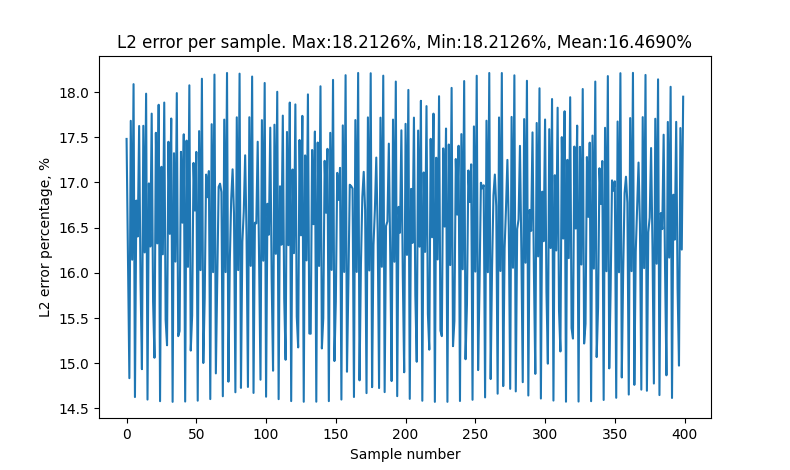 L2 error per sample. Max:18.2126%, Min:18.2126%, Mean:16.4690%
L2 error percentage, %
18.0
17.5
17.0
16.5
16.0
15.5
15.0
14.5
0 50 100 150 200 250 300 350 400
Sample number